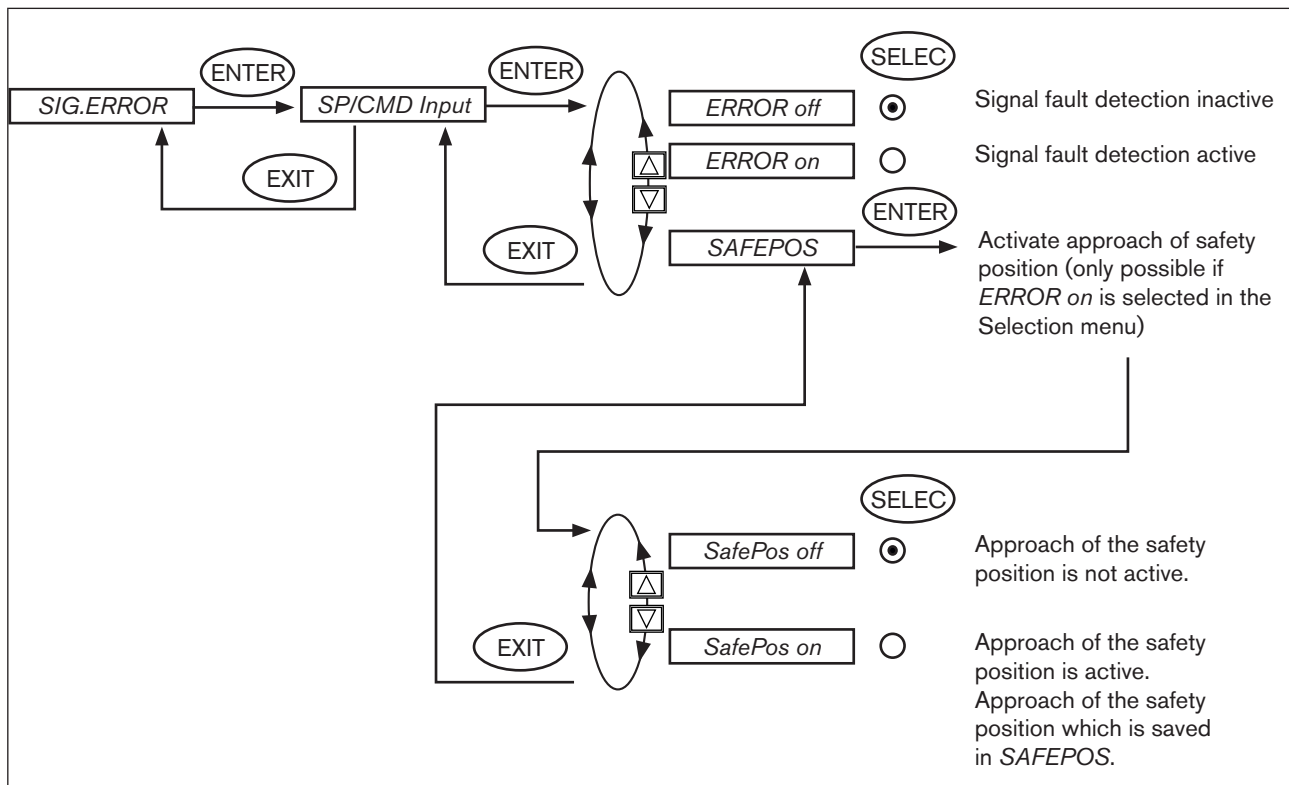 SELEC
ENTER
ENTER
SIG.ERROR
SP/CMD Input
EXIT
ERROR off
Signal fault detection inactive
ERROR on
Signal fault detection active
ENTER
EXIT
SAFEPOS
Activate approach of safety
position (only possible if
ERROR on is selected in the
Selection menu)
SELEC
SafePos off
Approach of the safety
position is not active.
EXIT
SafePos on
Approach of the safety
position is active.
Approach of the safety
position which is saved
in SAFEPOS.